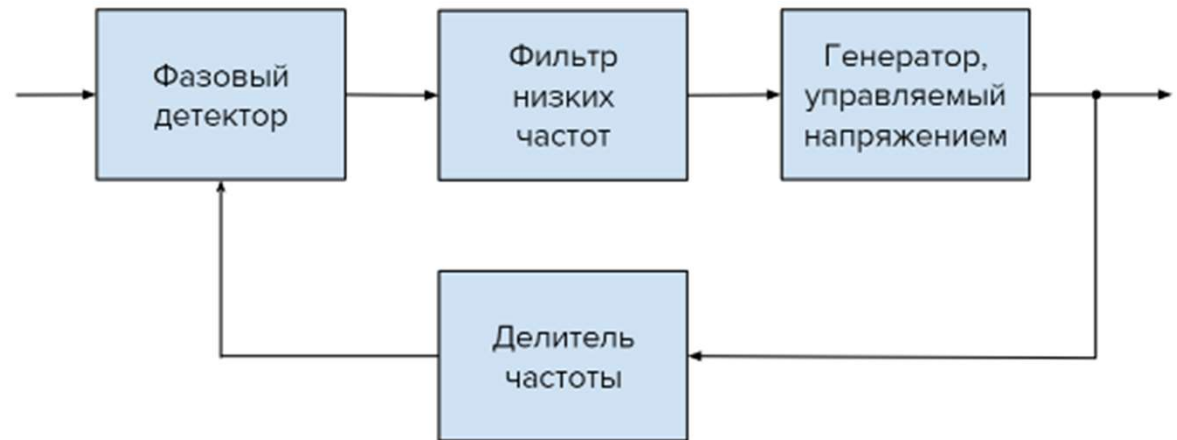 Фазовый
детектор
Фильтр
низких
частот
Генератор,
управляемый
напряжением
Делитель
частоты